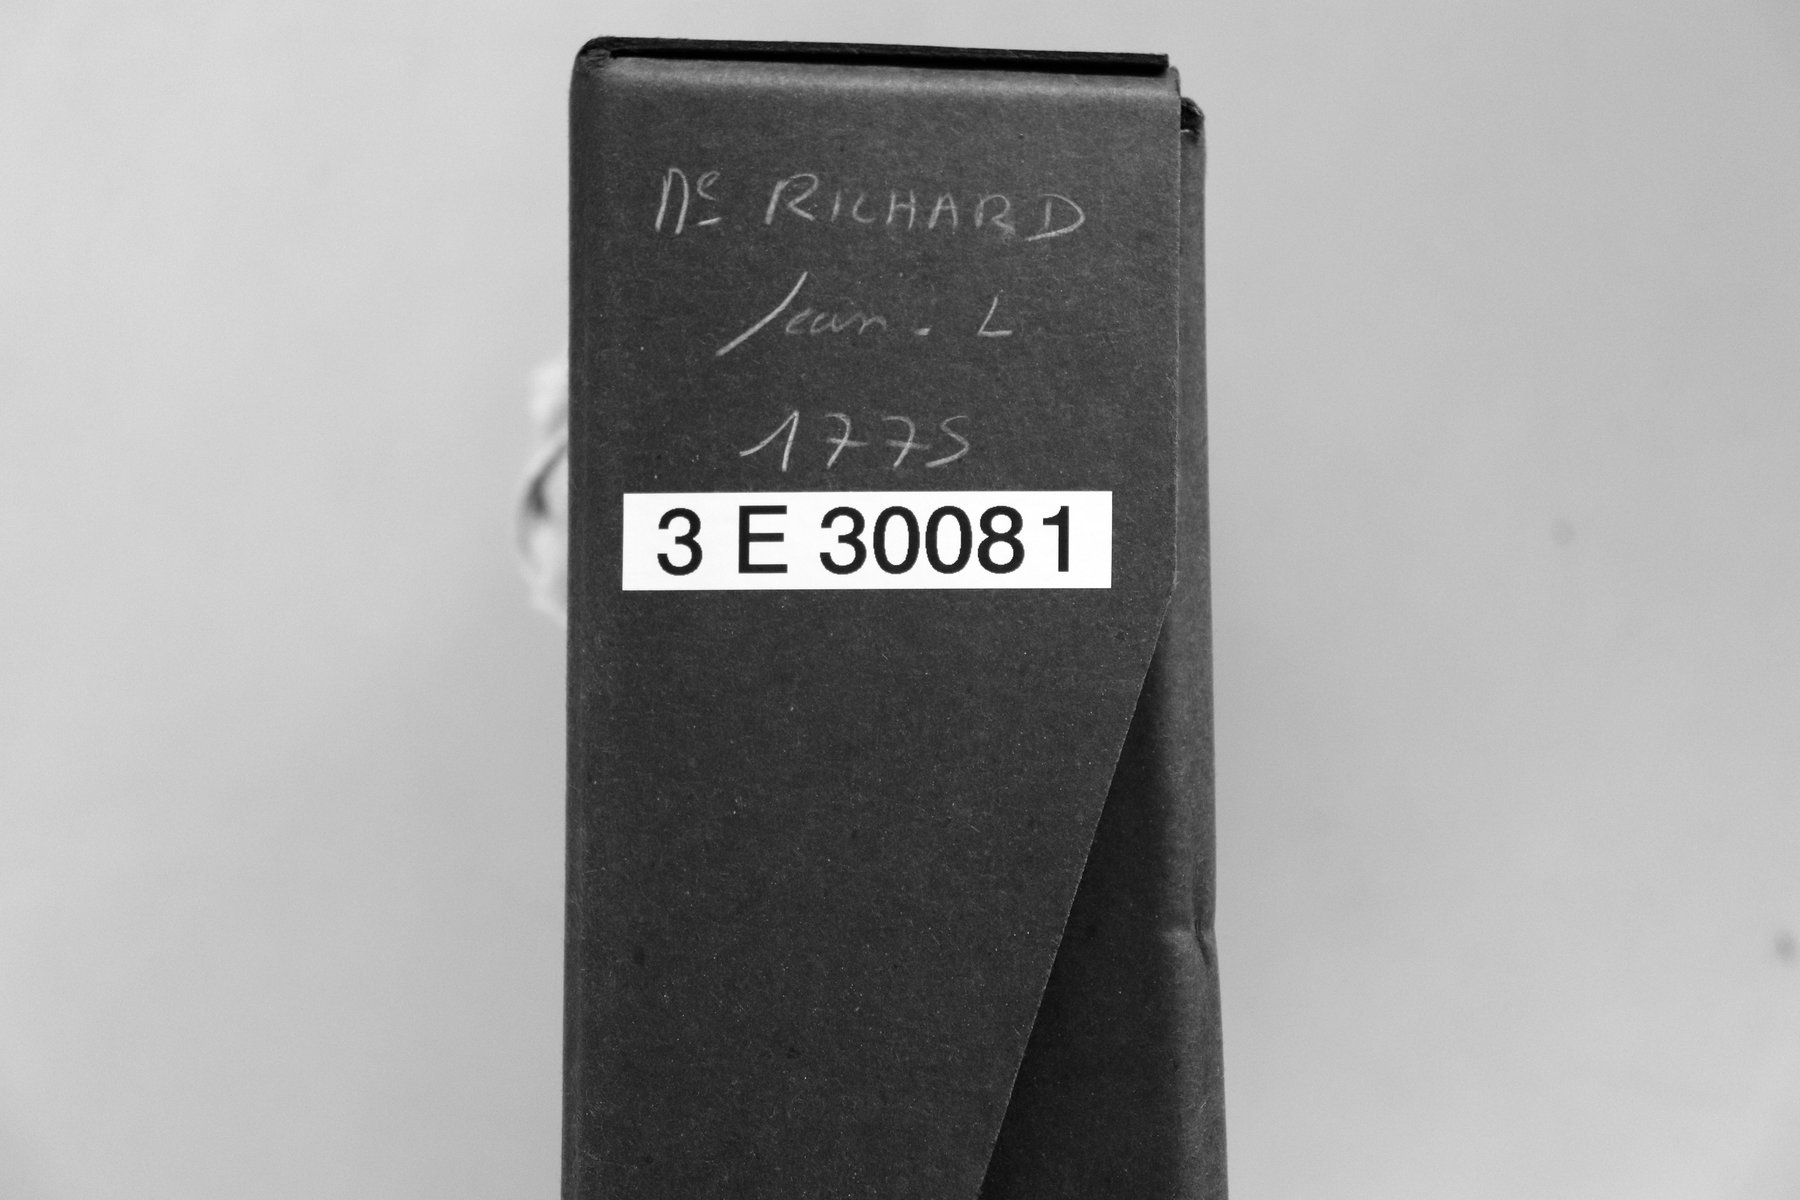 Me RICHARD
Jean. L
1775
3 E 30081